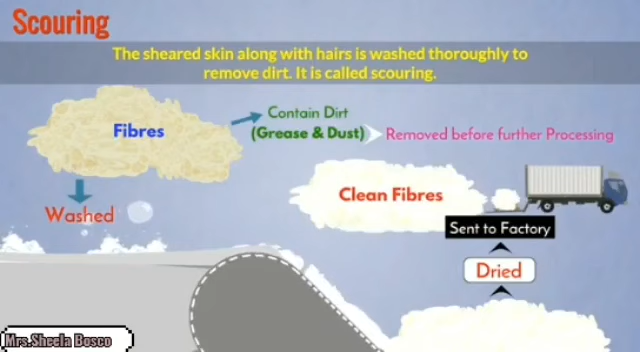 Scouring
The sheared skin along with hairs is washed thoroughly to
remove dirt. It is called scouring.
Fibres
Contain Dirt
(Grease & Dust)
Removed before further Processing
Washed
Clean Fibres
Sent to Factory
Dried
Mrs.Sheela Bosco